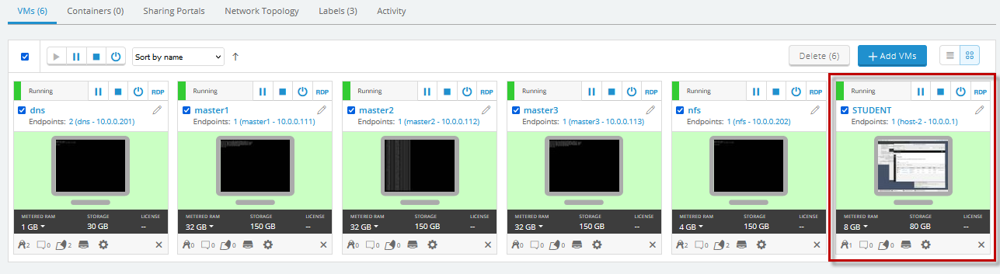 VMs (6) Containers (0) Sharing Portals Network Topology Labels (3) Activity
Sort by name Delete (6) + Add VMs
Running RDP Running RDP Running RDP Running RDP Running RDP Running RDP
dns master1 master2 master3 nfs STUDENT
Endpoints: 2 (dns - 10.0.0.201) Endpoints: 1 (master1 - 10.0.0.111) Endpoints: 1 (master2 - 10.0.0.112) Endpoints: 1 (master3 - 10.0.0.113) Endpoints: 1 (nfs - 10.0.0.202) Endpoints: 1 (host-2 - 10.0.0.1)
METERED RAM STORAGE LICENSE METERED RAM STORAGE LICENSE METERED RAM STORAGE LICENSE METERED RAM STORAGE LICENSE METERED RAM STORAGE LICENSE METERED RAM STORAGE LICENSE
1 GB 30 GB -- 32 GB 150 GB -- 32 GB 150 GB -- 32 GB 150 GB -- 4 GB 150 GB -- 8 GB 80 GB --
2 0 2 0 0 0 0 0 0 0 0 0 2 0 2 1 0 0